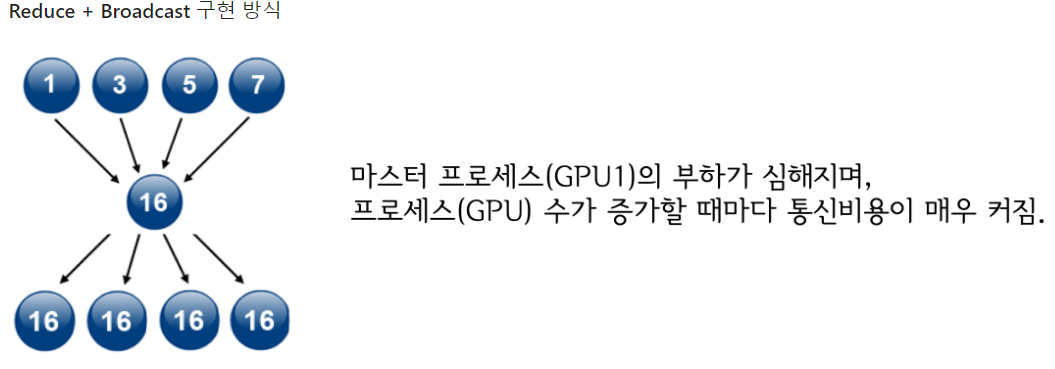 Reduce + Broadcast 구현 방식
1 3 5 7
16
마스터 프로세스(GPU1)의 부하가 심해지며,
프로세스(GPU) 수가 증가할 때마다 통신비용이 매우 커짐.
16 16 16 16